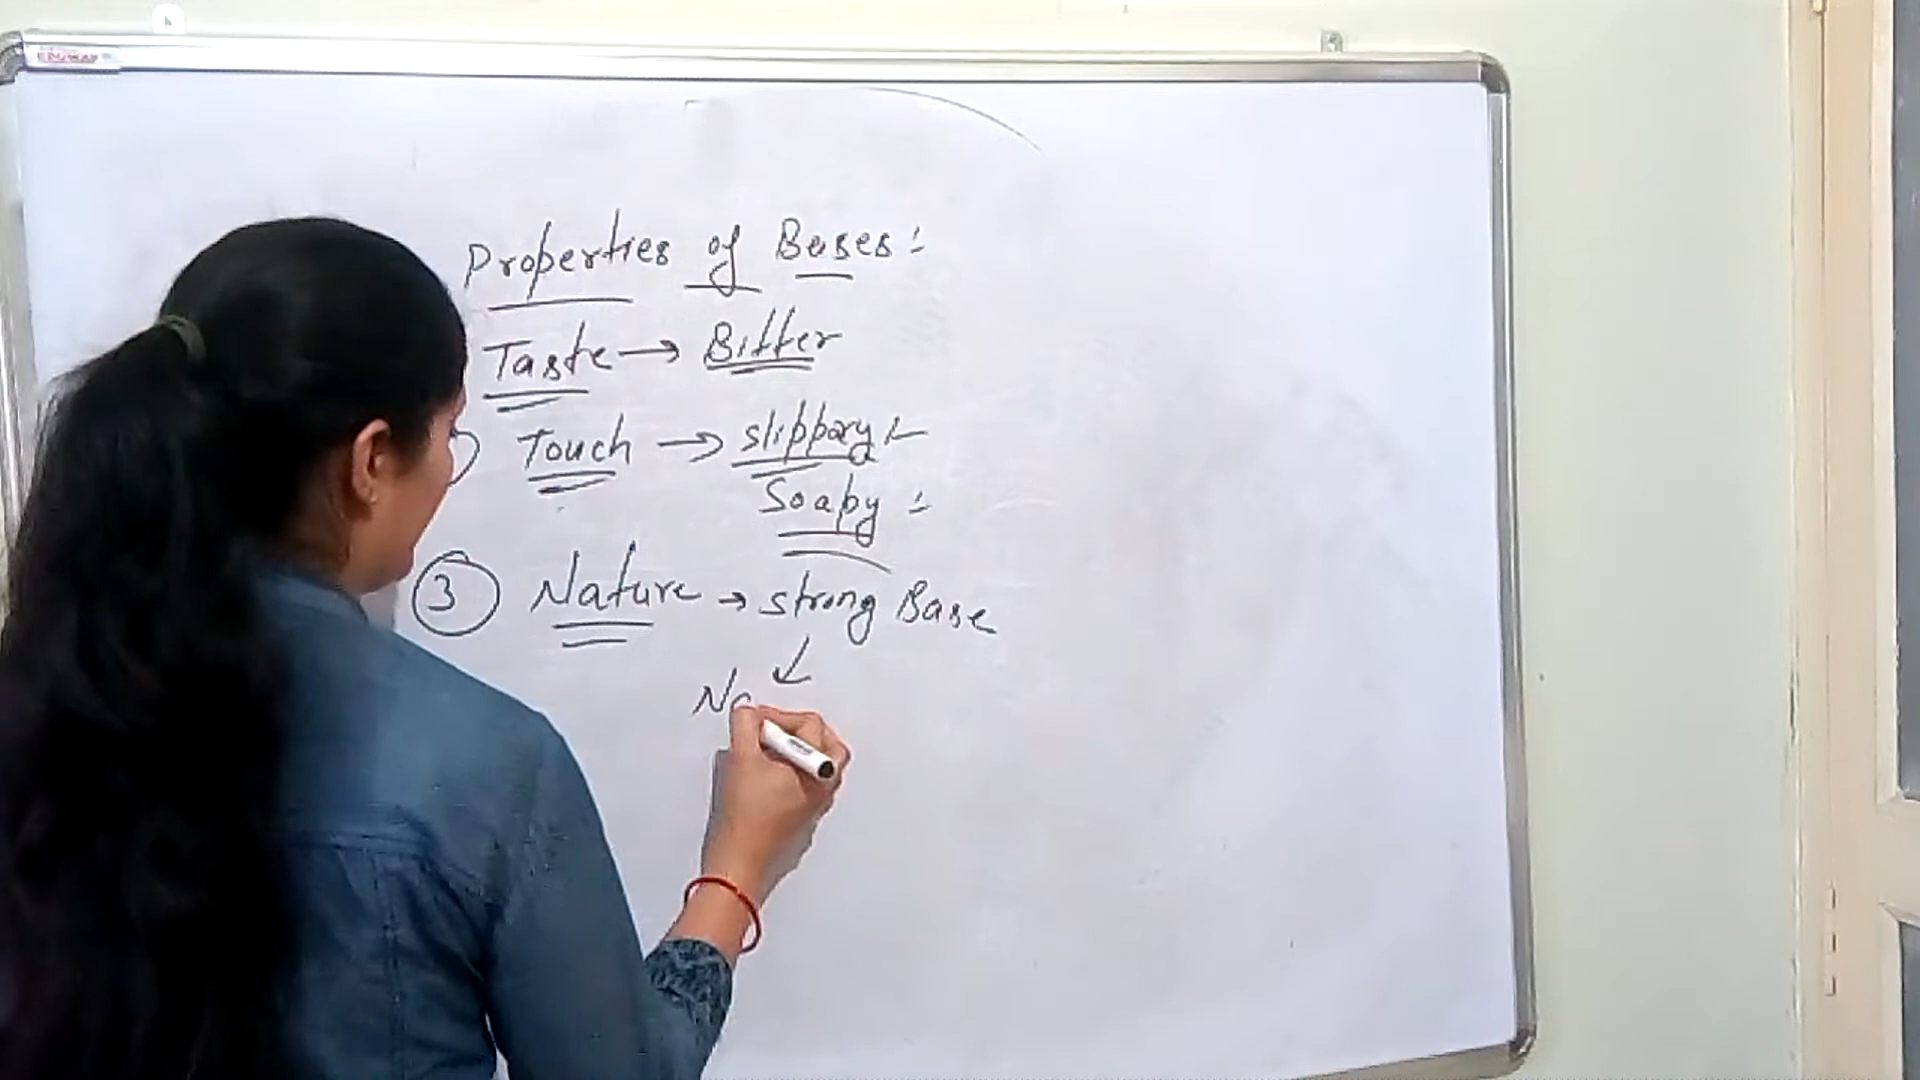 Properties of Bases :
Taste → Bitter
Touch → slippary :-
Soapy :-
3 Nature → strong Base
↓
Na